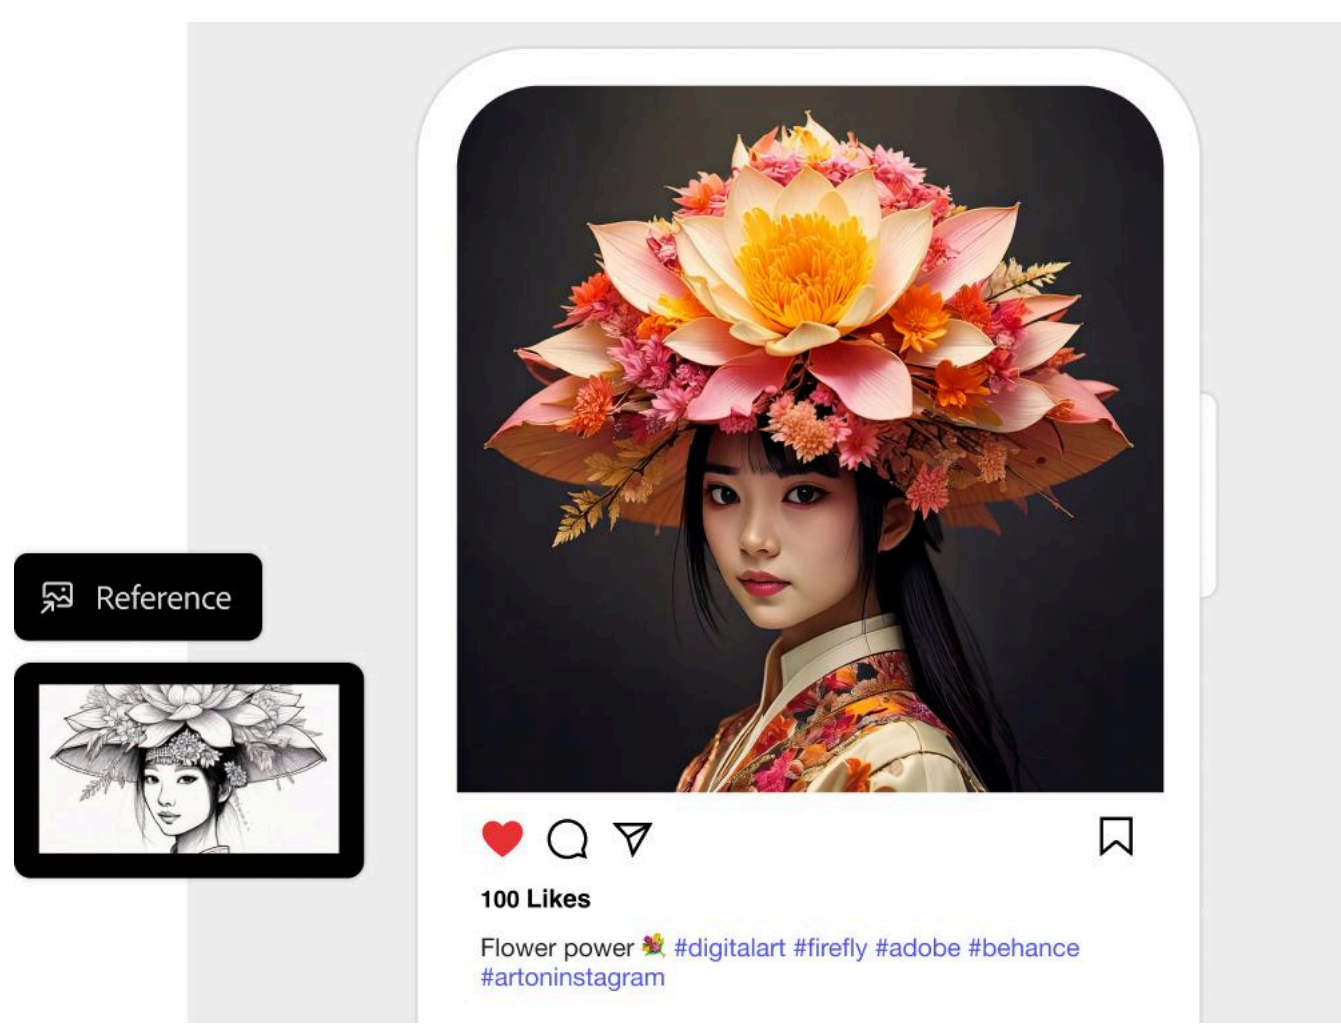 Reference
100 Likes
Flower power 💐 #digitalart #firefly #adobe #behance
#artoninstagram